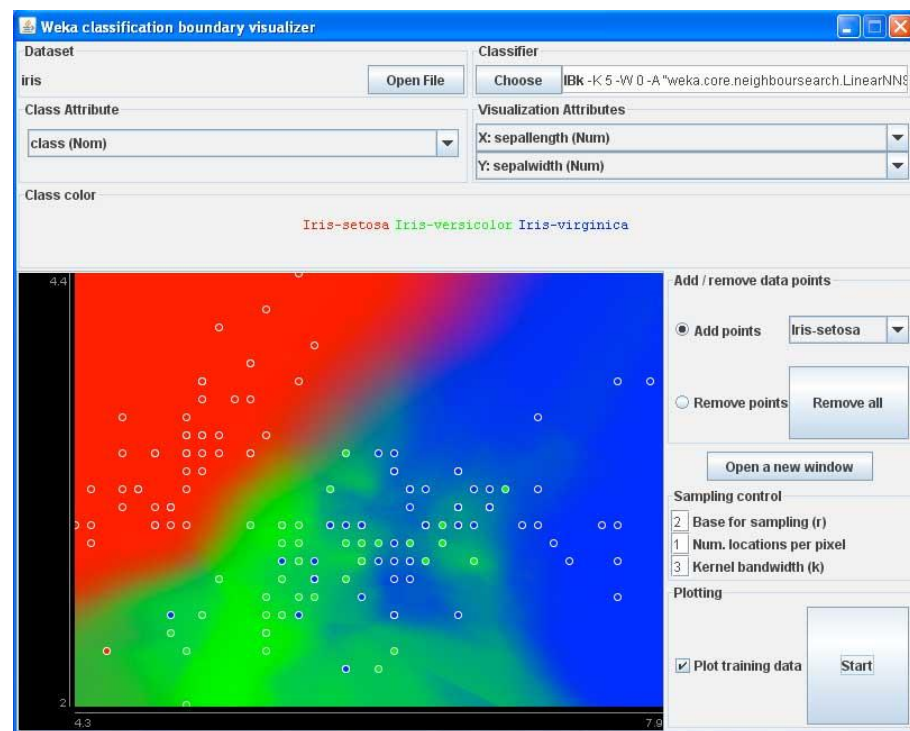 Weka classification boundary visualizer
Dataset
iris
Open File
Classifier
Choose IBk -K 5 -W 0 -A "weka.core.neighboursearch.LinearNNS
Class Attribute
class (Nom)
Visualization Attributes
X: sepallength (Num)
Y: sepalwidth (Num)
Class color
Iris-setosa Iris-versicolor Iris-virginica
4.4
2
4.3
7.9
Add / remove data points
Add points Iris-setosa
Remove points Remove all
Open a new window
Sampling control
2 Base for sampling (r)
1 Num. locations per pixel
3 Kernel bandwidth (k)
Plotting
Plot training data Start